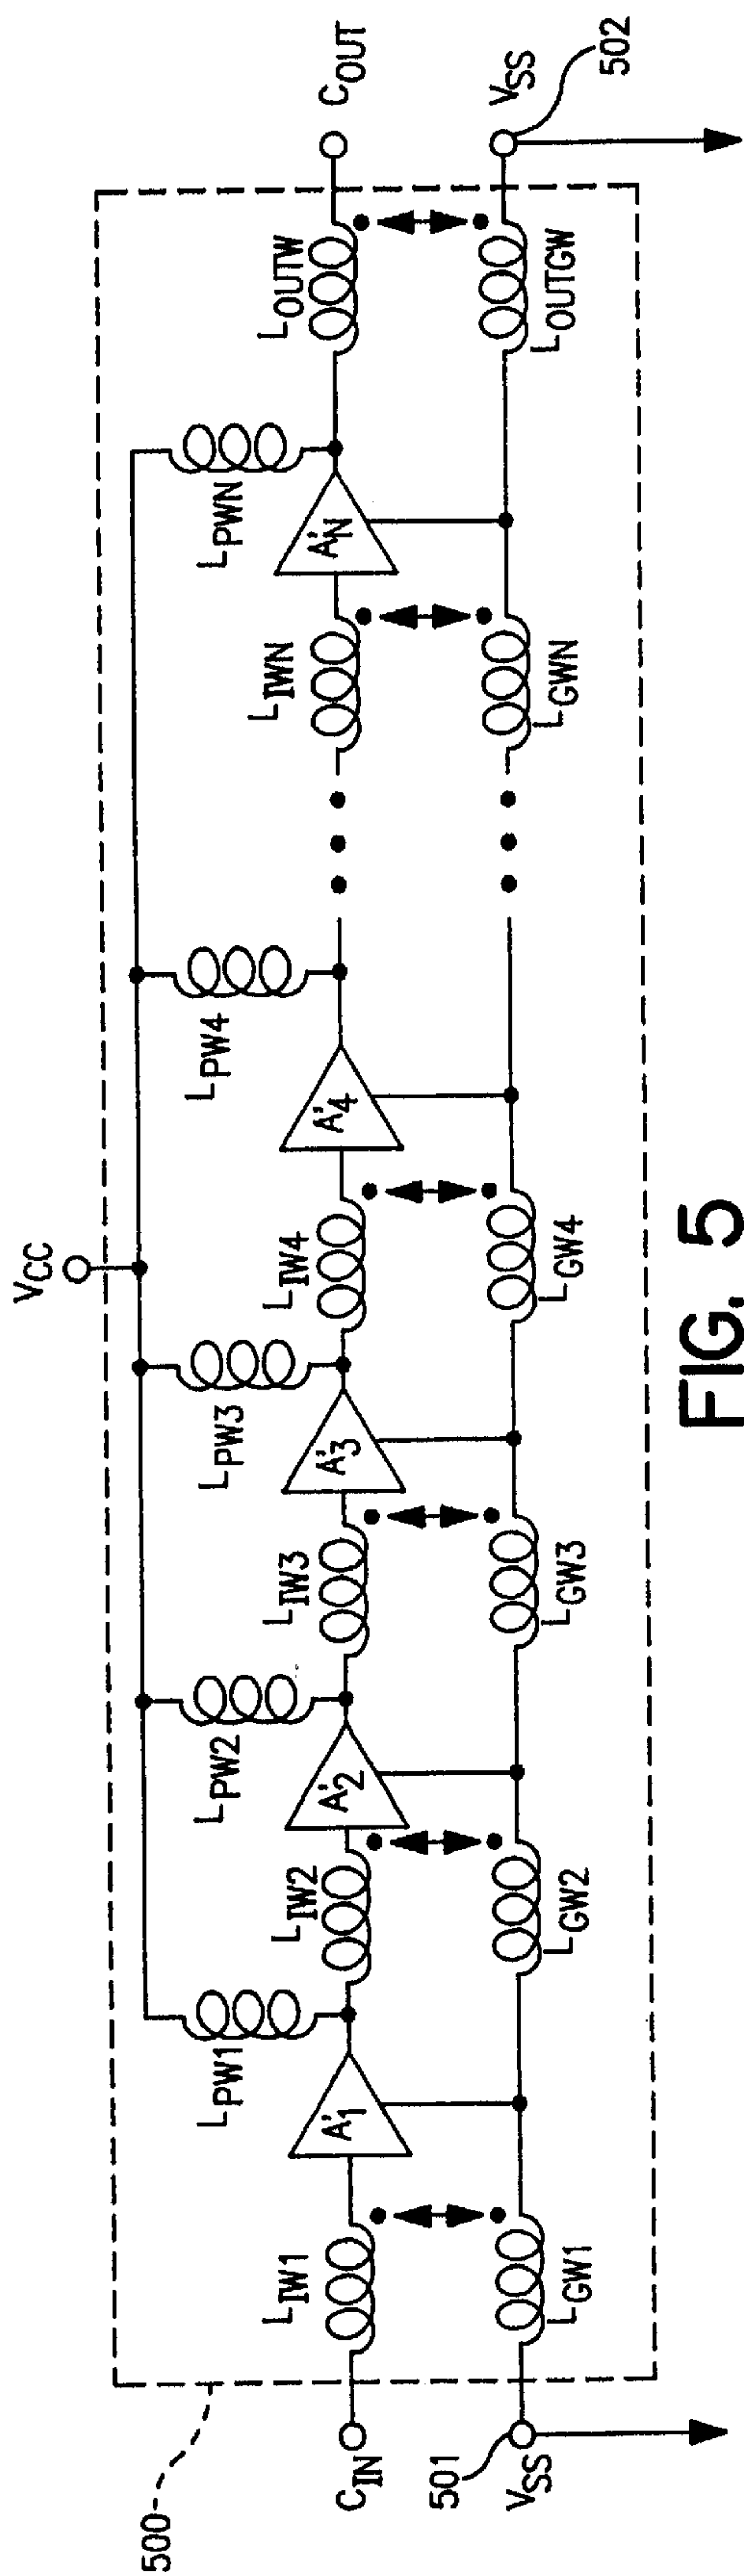 V_CC
L_PW1
L_PW2
L_PW3
L_PW4
L_PWN
500
C_IN
L_IW1
A'_1
L_IW2
A'_2
L_IW3
A'_3
L_IW4
A'_4
L_IWN
A'_N
L_OUTW
C_OUT
501
V_SS
L_GW1
L_GW2
L_GW3
L_GW4
L_GWN
L_OUTGW
V_SS
502
FIG. 5